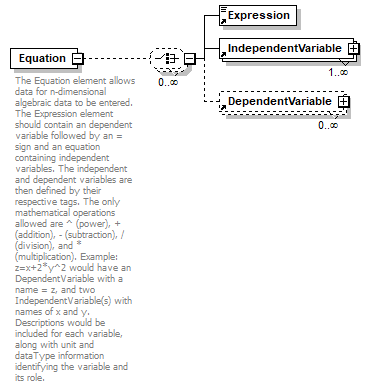 Expression
Equation
IndependentVariable
0..∞
1..∞
DependentVariable
0..∞
The Equation element allows
data for n-dimensional
algebraic data to be entered.
The Expression element
should contain an dependent
variable followed by an =
sign and an equation
containing independent
variables. The independent
and dependent variables are
then defined by their
respective tags. The only
mathematical operations
allowed are ^ (power), +
(addition), - (subtraction), /
(division), and *
(multiplication). Example:
z=x+2*y^2 would have an
DependentVariable with a
name = z, and two
IndependentVariable(s) with
names of x and y.
Descriptions would be
included for each variable,
along with unit and
dataType information
identifying the variable and
its role.